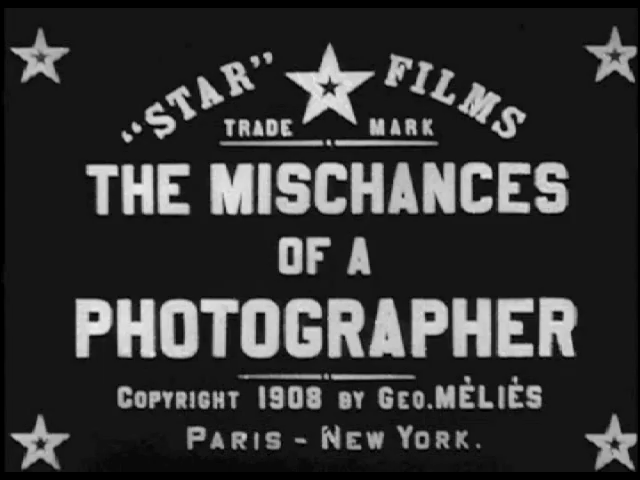 "STAR" FILMS
TRADE MARK
THE MISCHANCES
OF A
PHOTOGRAPHER
COPYRIGHT 1908 BY GEO. MÈLIÈS
PARIS - NEW YORK.